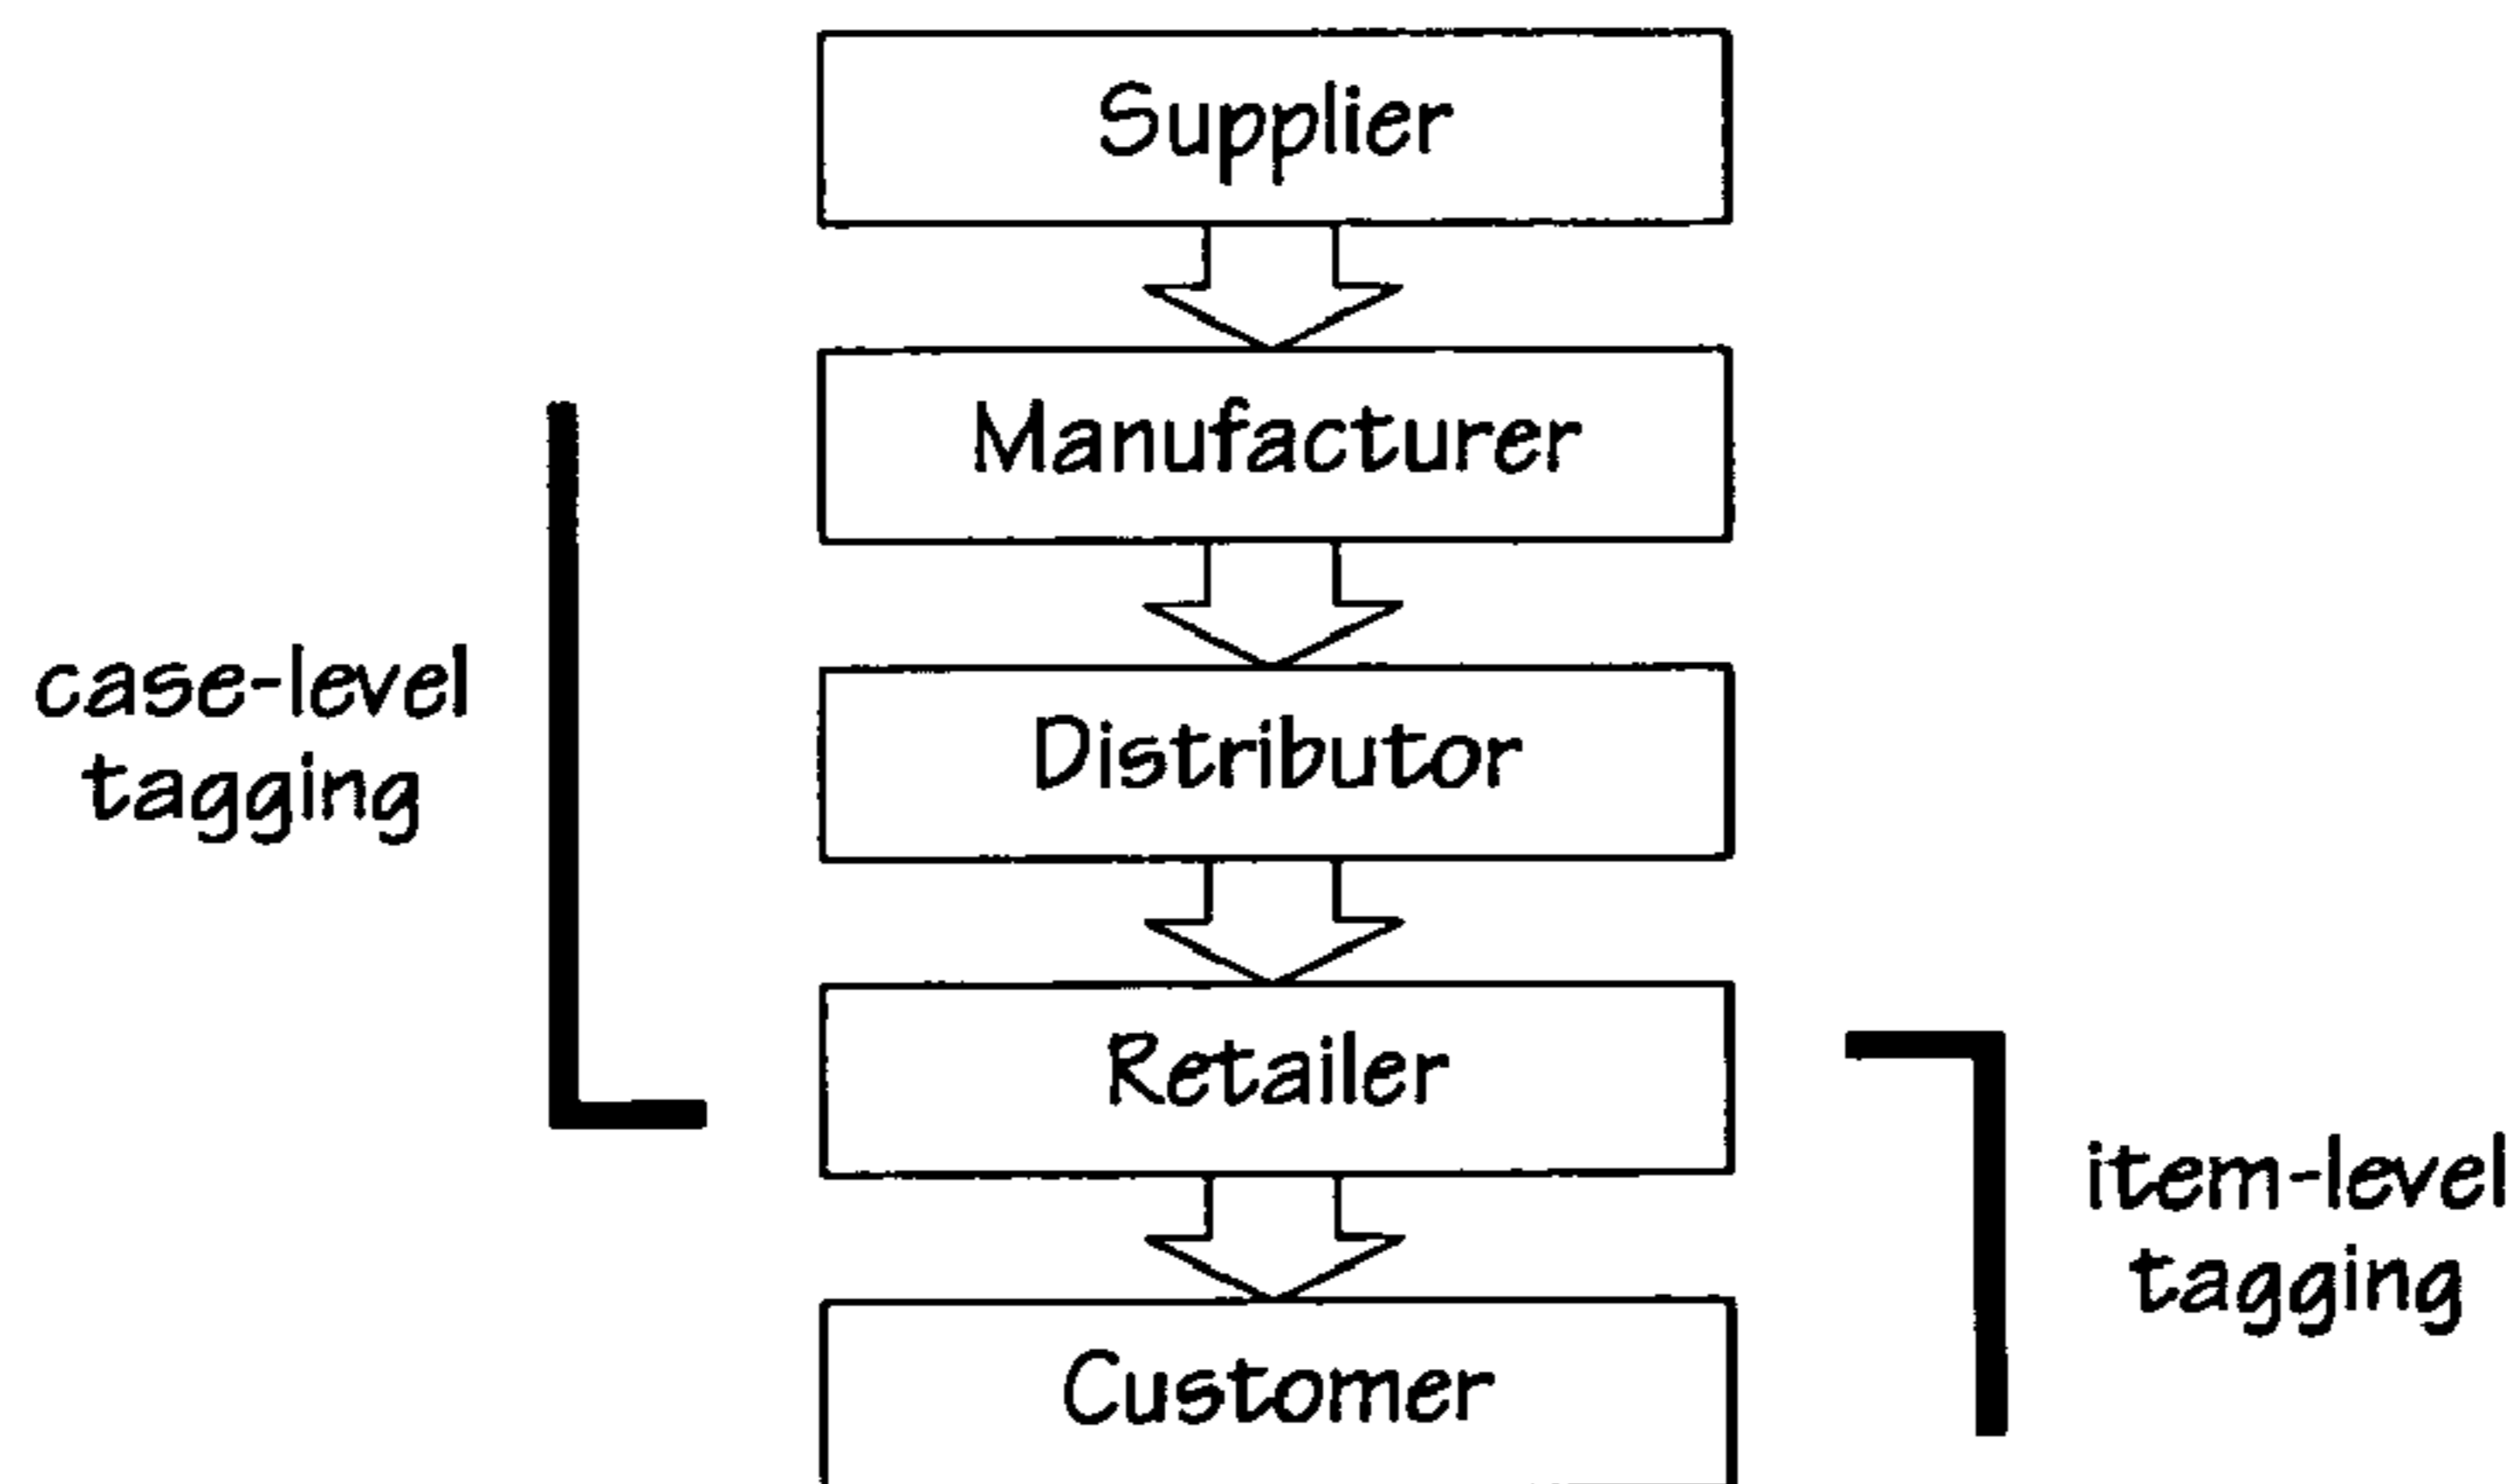 Supplier
Manufacturer
case-level
tagging
Distributor
Retailer
item-level
tagging
Customer